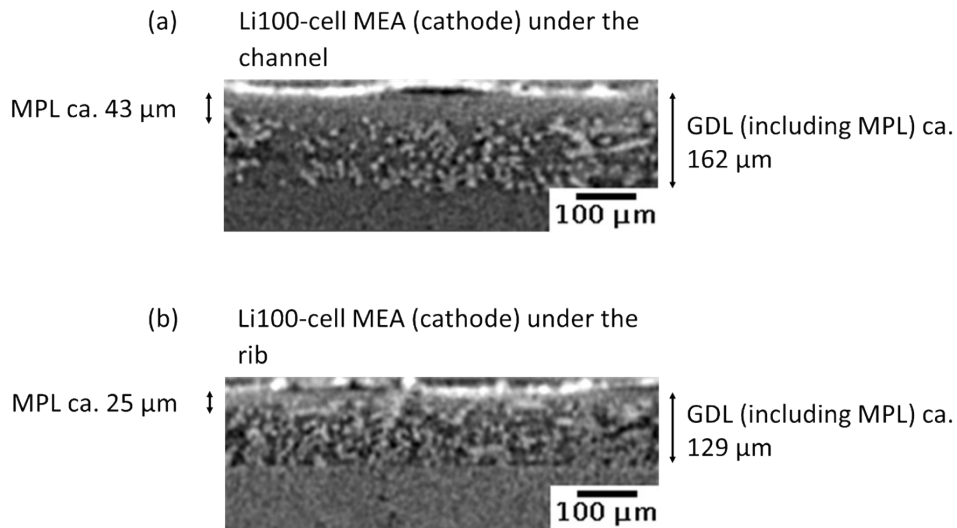 (a)
Li100-cell MEA (cathode) under the
channel
MPL ca. 43 µm
GDL (including MPL) ca.
162 µm
100 µm
(b)
Li100-cell MEA (cathode) under the
rib
MPL ca. 25 µm
GDL (including MPL) ca.
129 µm
100 µm